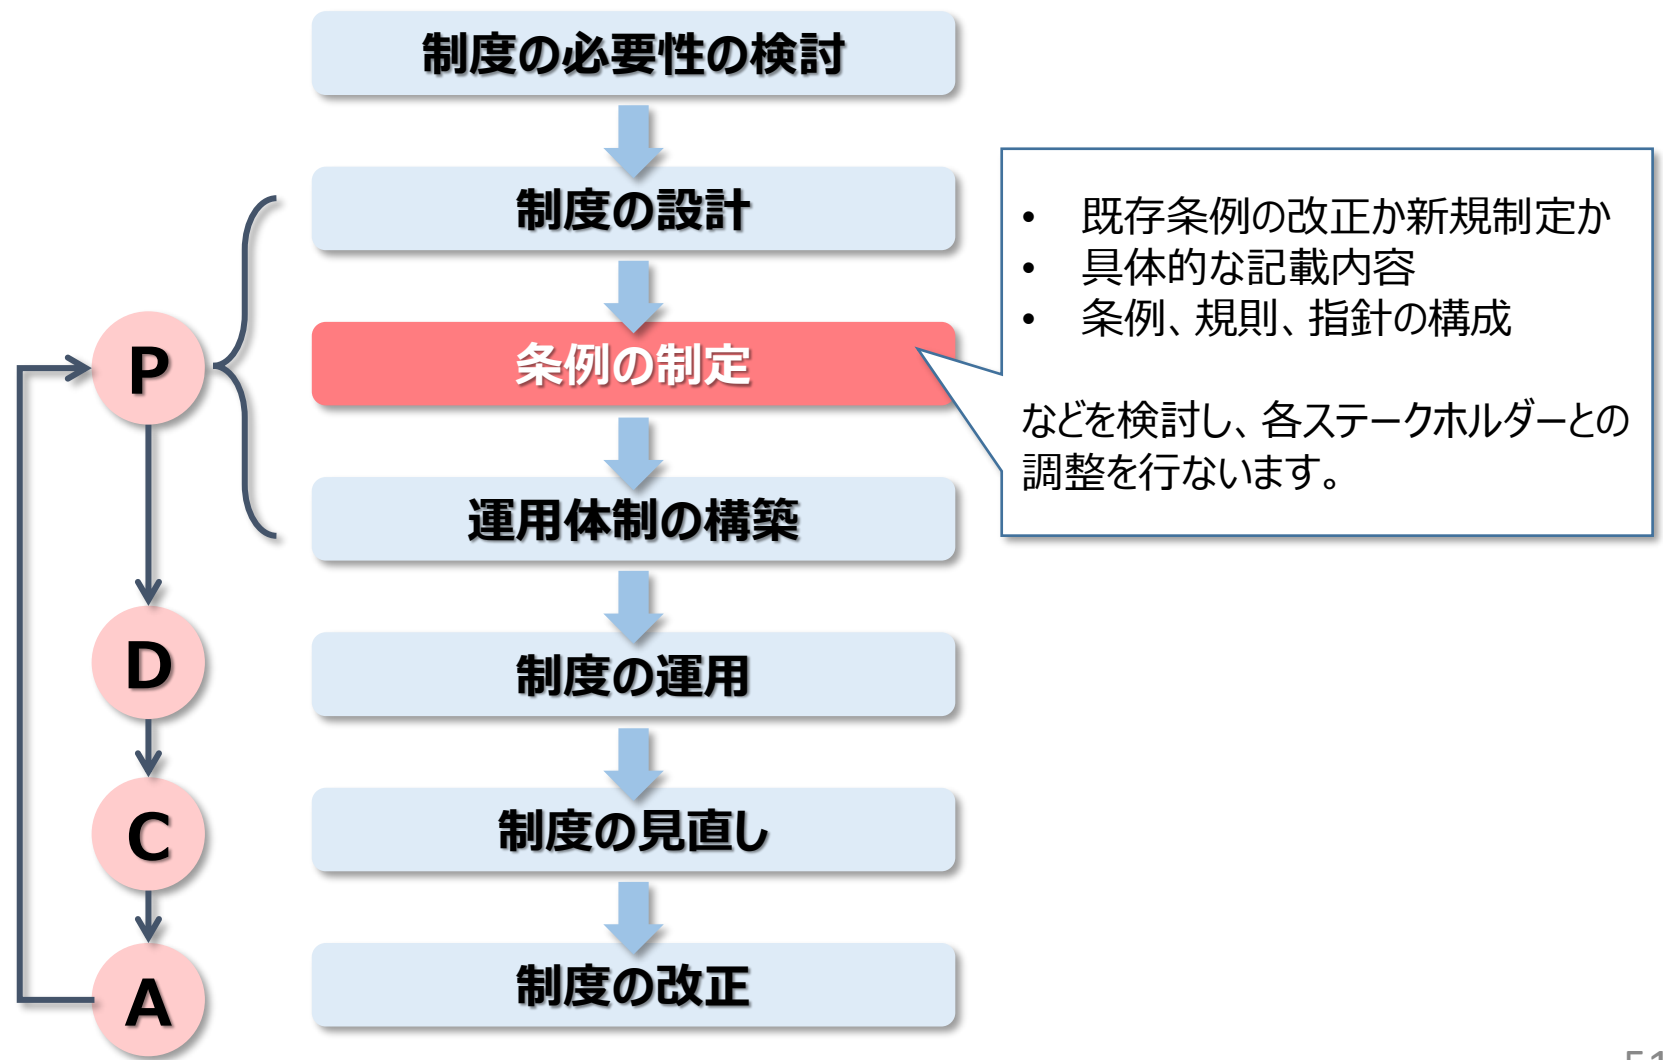 制度の必要性の検討
制度の設計
• 既存条例の改正か新規制定か
• 具体的な記載内容
• 条例、規則、指針の構成
などを検討し、各ステークホルダーとの
調整を行ないます。
P
条例の制定
運用体制の構築
D
制度の運用
C
制度の見直し
A
制度の改正
51